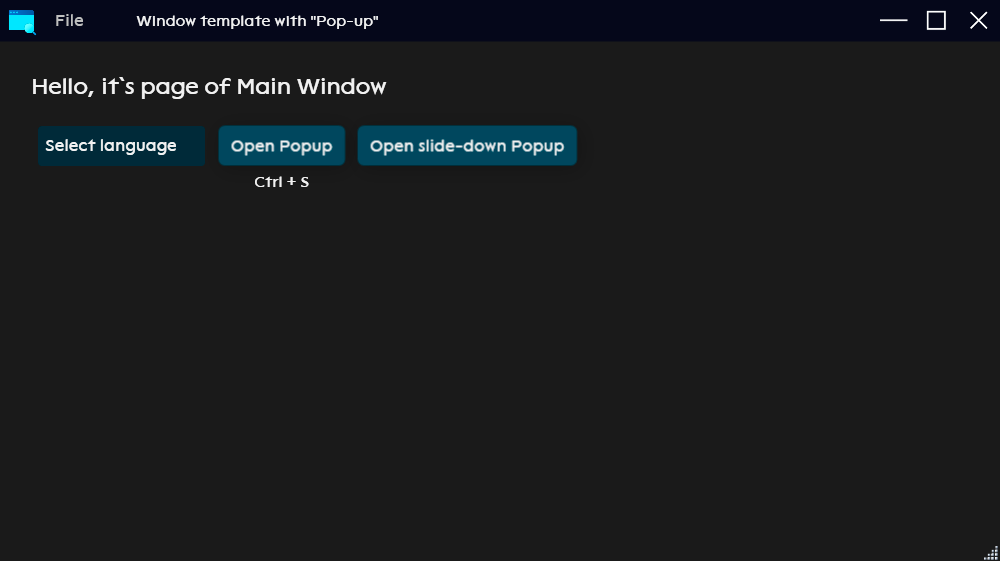 File Window template with "Pop-up"
Hello, it`s page of Main Window
Select language Open Popup Open slide-down Popup
Ctrl + S